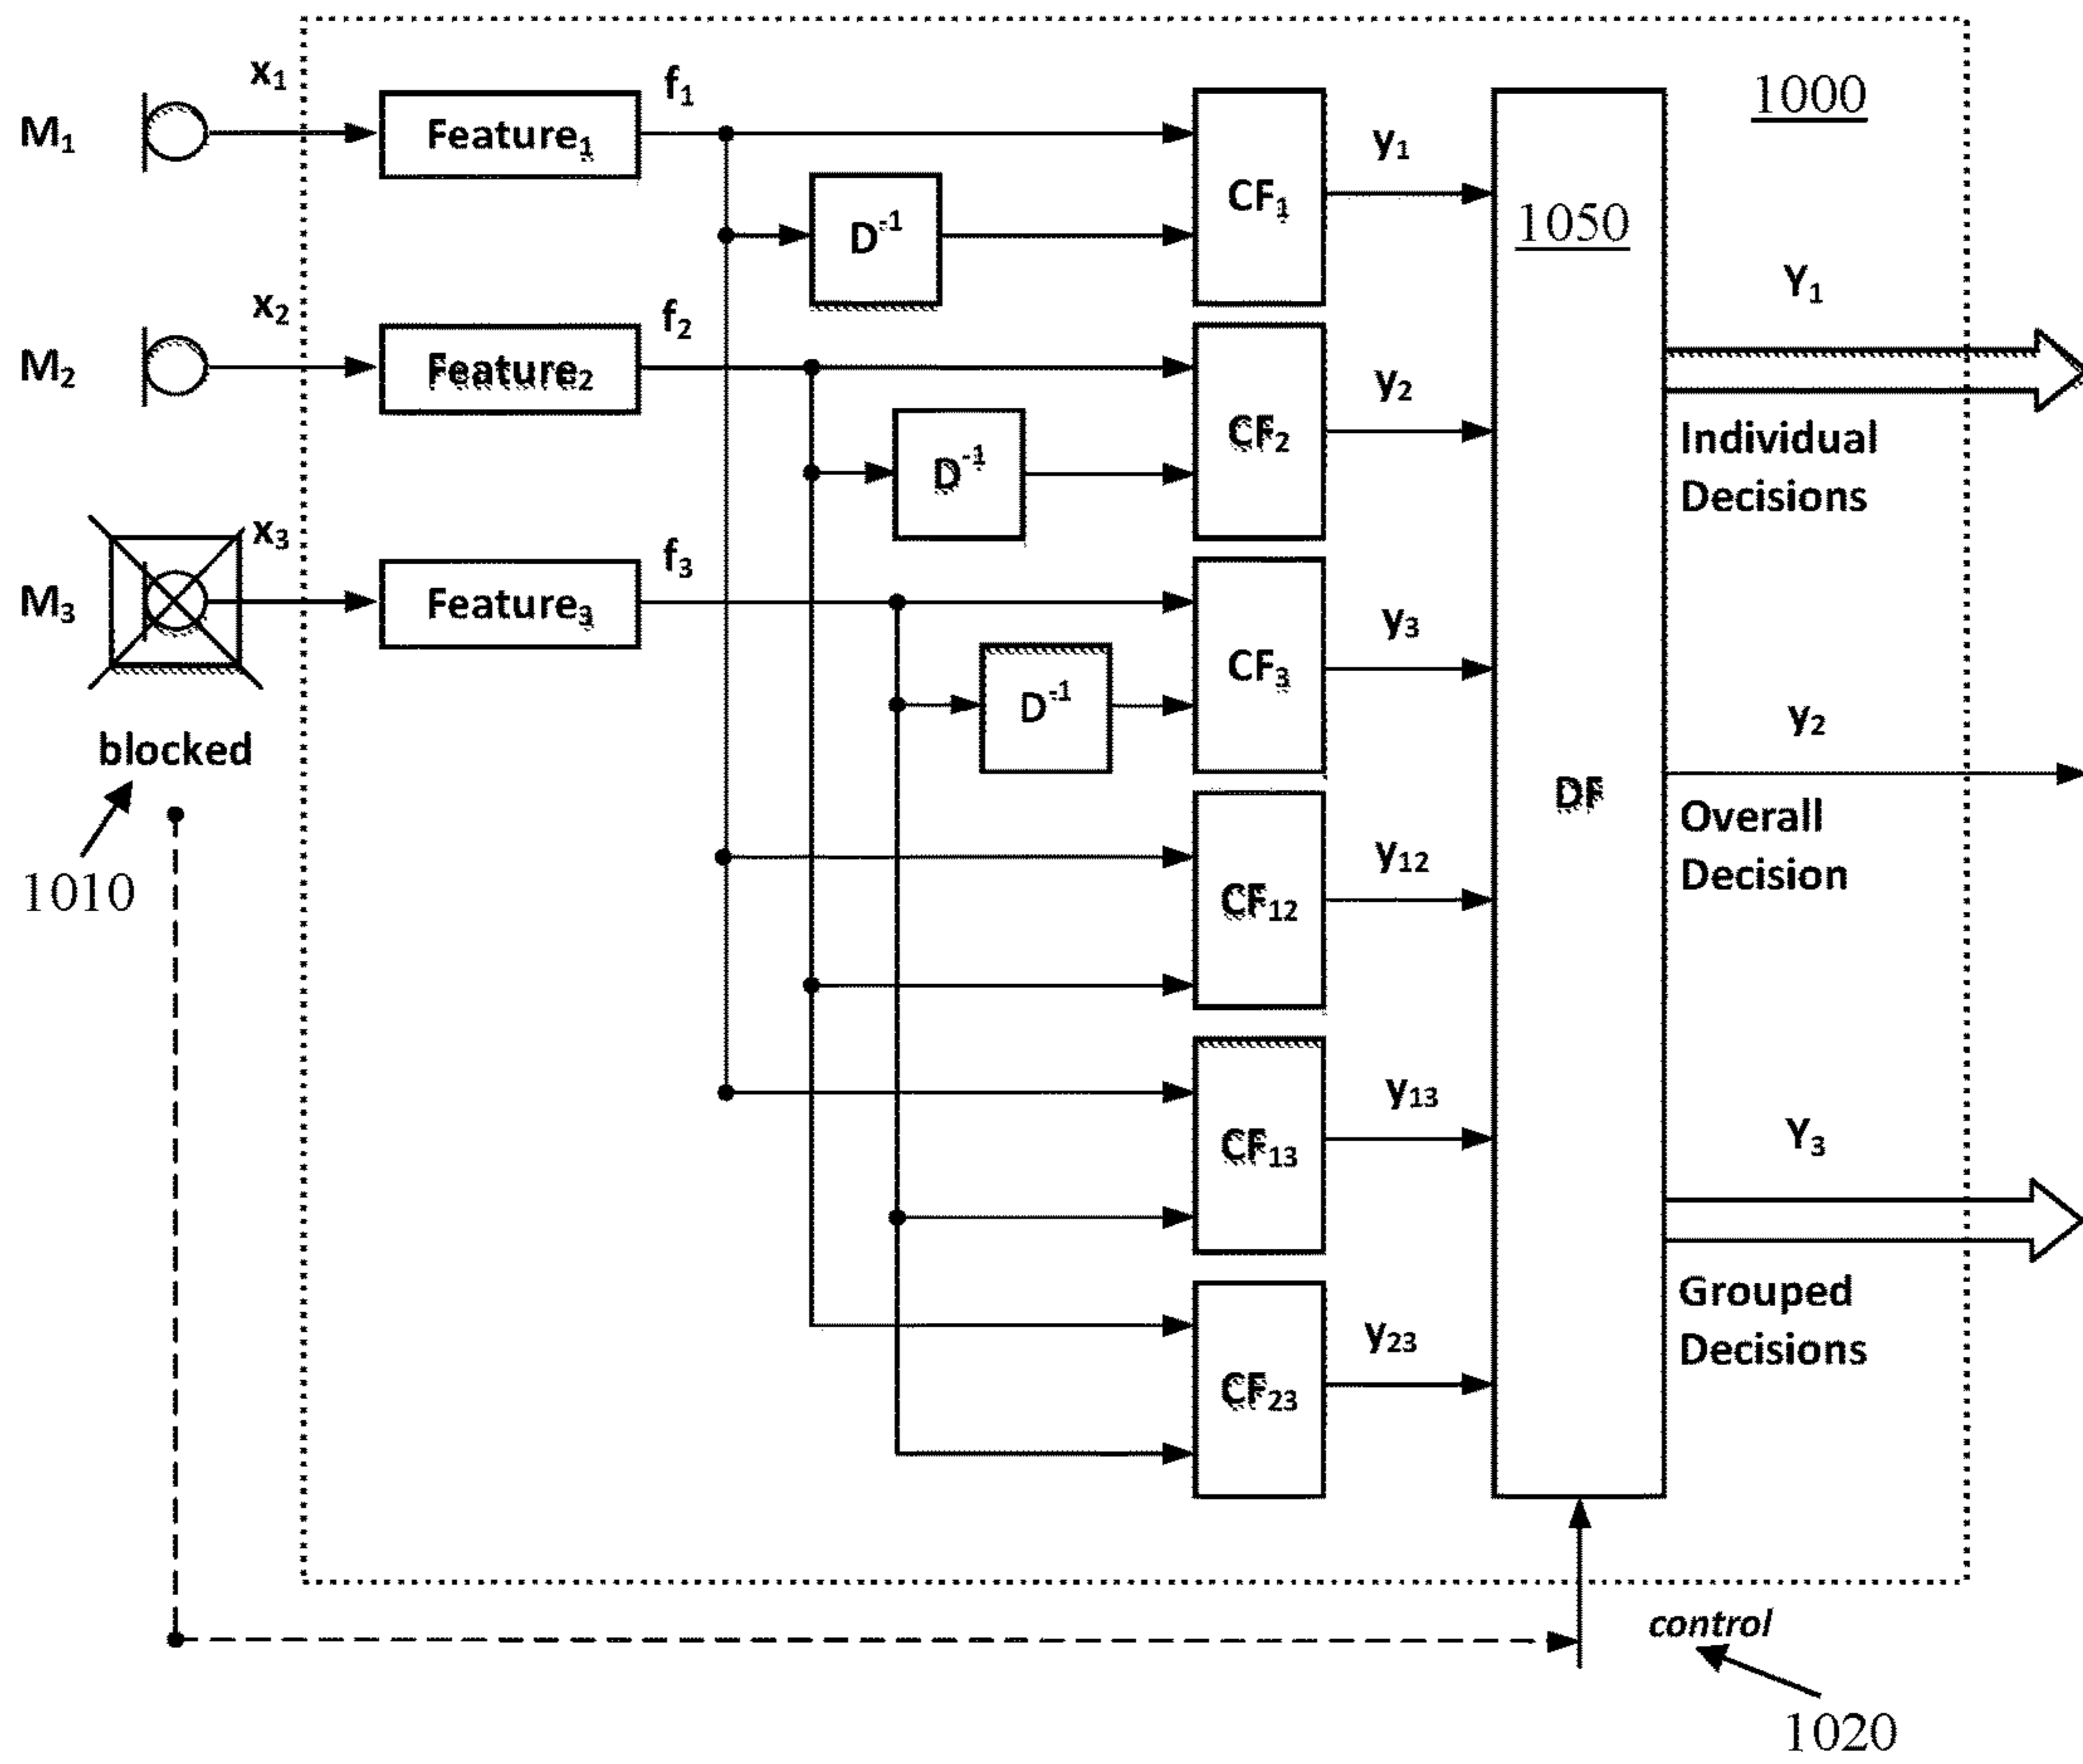 x₁
f₁
1000
M₁
Feature₁
y₁
CF₁
1050
D⁻¹
Y₁
x₂
f₂
M₂
Feature₂
y₂
CF₂
Individual
Decisions
D⁻¹
x₃
f₃
M₃
Feature₃
y₃
CF₃
D⁻¹
y₂
blocked
DF
Overall
Decision
1010
y₁₂
CF₁₂
y₁₃
Y₃
CF₁₃
Grouped
Decisions
y₂₃
CF₂₃
control
1020